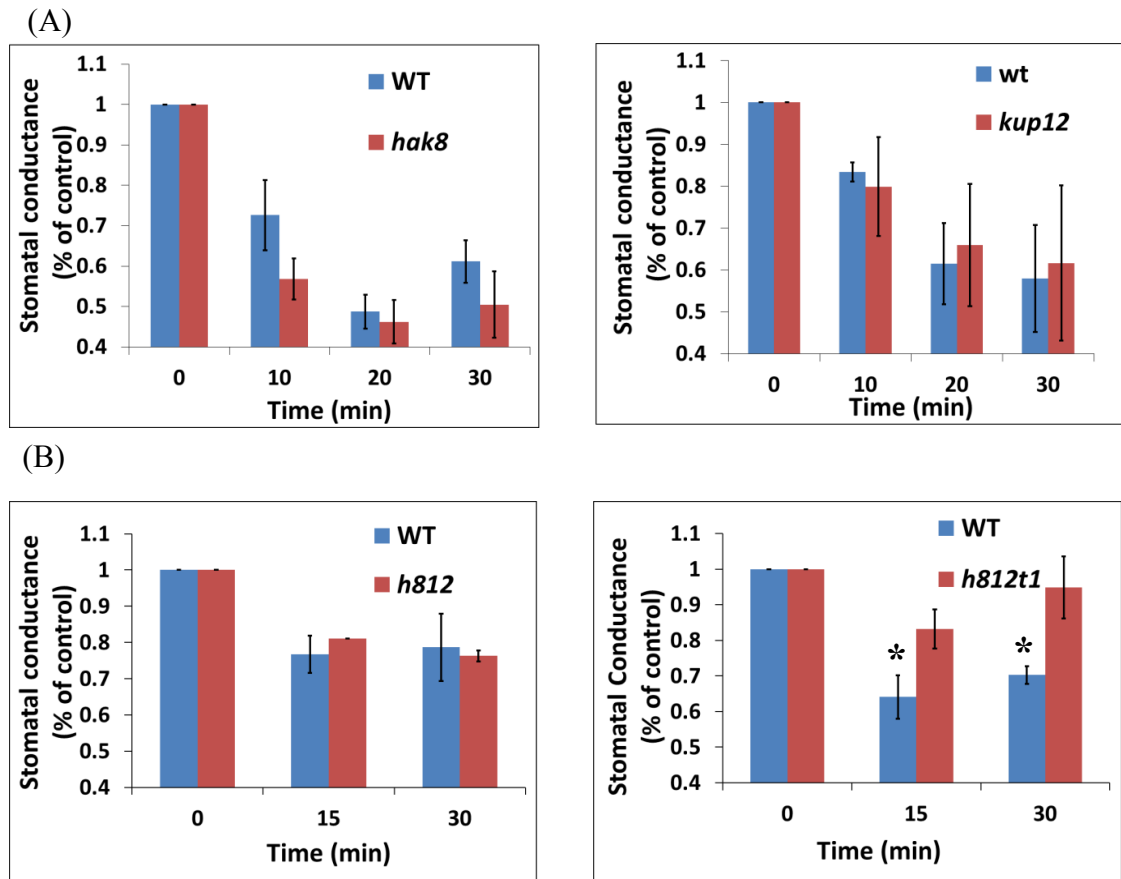 (A)
Stomatal conductance
(% of control)
1.1
1
0.9
0.8
0.7
0.6
0.5
0.4
WT
hak8
0 10 20 30
Time (min)
Stomatal conductance
(% of control)
1.1
1
0.9
0.8
0.7
0.6
0.5
0.4
wt
kup12
0 10 20 30
Time (min)
(B)
Stomatal conductance
(% of control)
1.1
1
0.9
0.8
0.7
0.6
0.5
0.4
WT
h812
0 15 30
Time (min)
Stomatal Conductance
(% of control)
1.1
1
0.9
0.8
0.7
0.6
0.5
0.4
WT
h812t1
* *
0 15 30
Time (min)